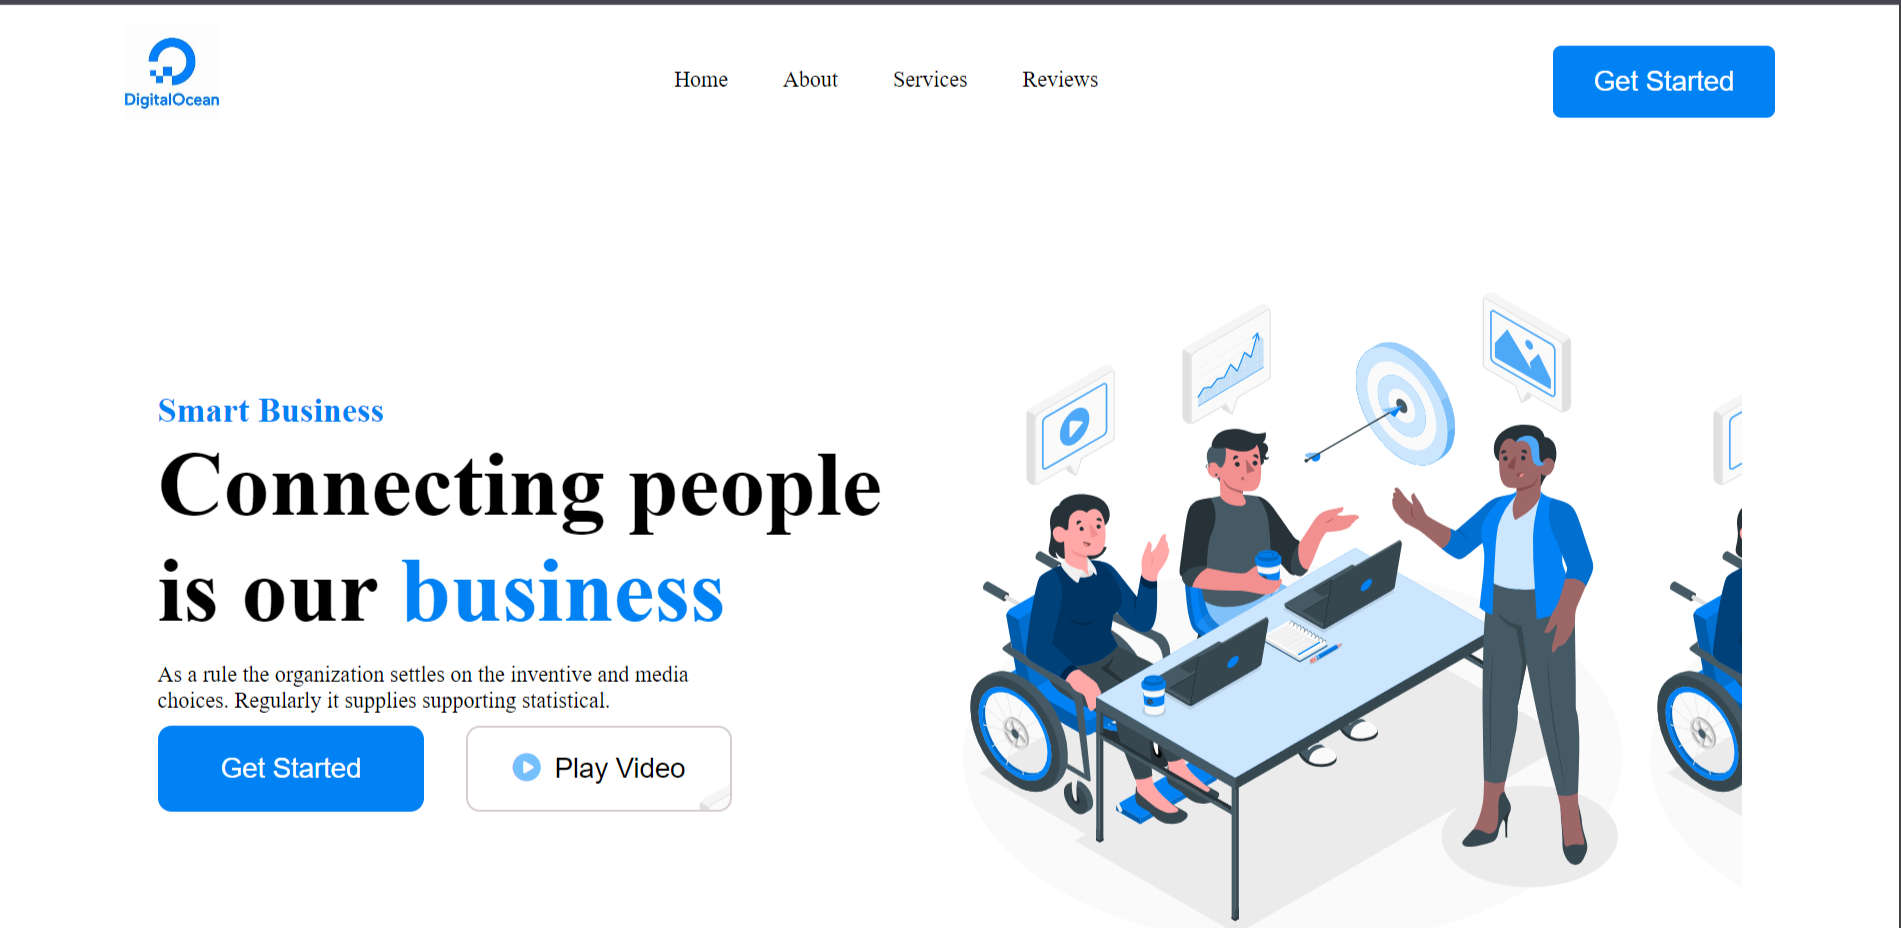 DigitalOcean
Home About Services Reviews
Get Started
Smart Business
Connecting people
is our business
As a rule the organization settles on the inventive and media
choices. Regularly it supplies supporting statistical.
Get Started
Play Video